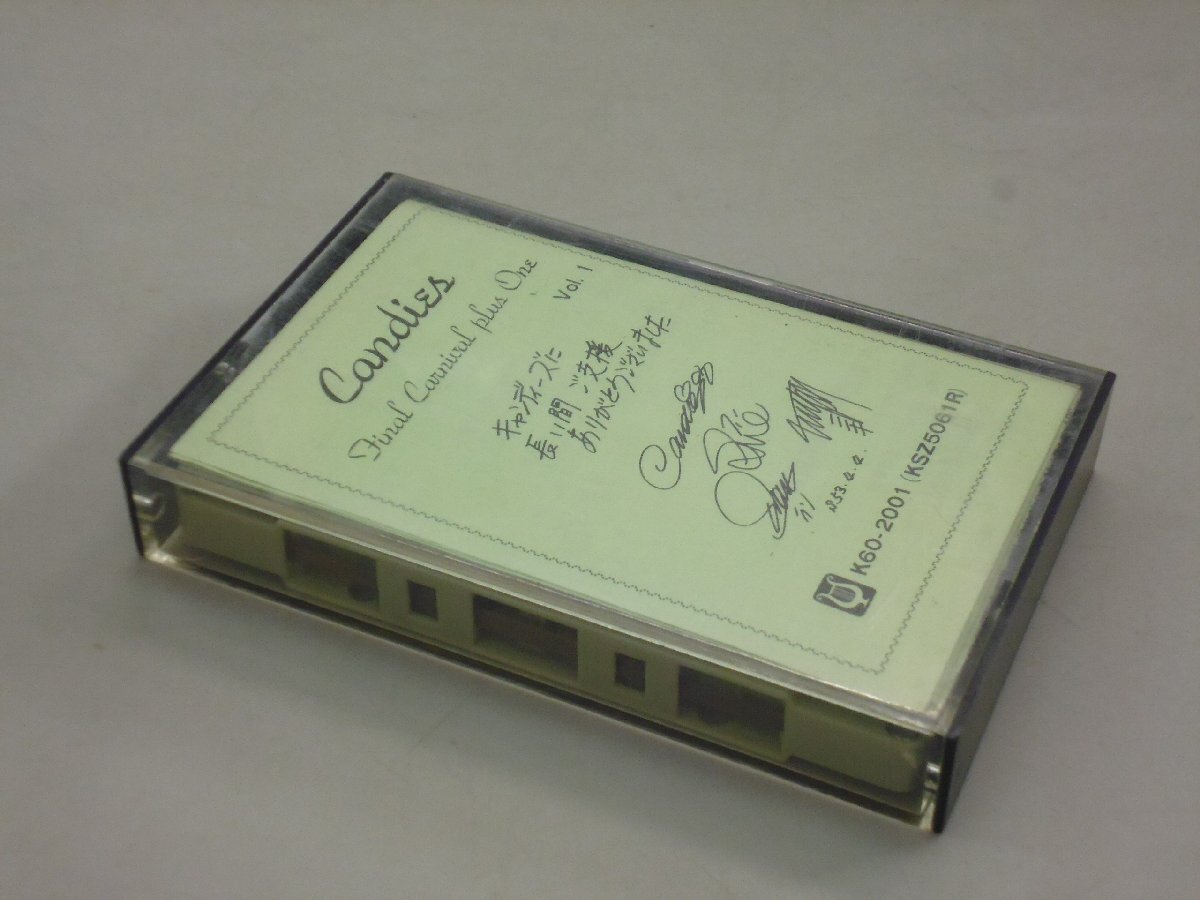 Candies
Final Carnival plus One
Vol. 1
キャンディーズに
長い間 ご支援
ありがとうございました
Candies
K60-2001 (KSZ5061R)